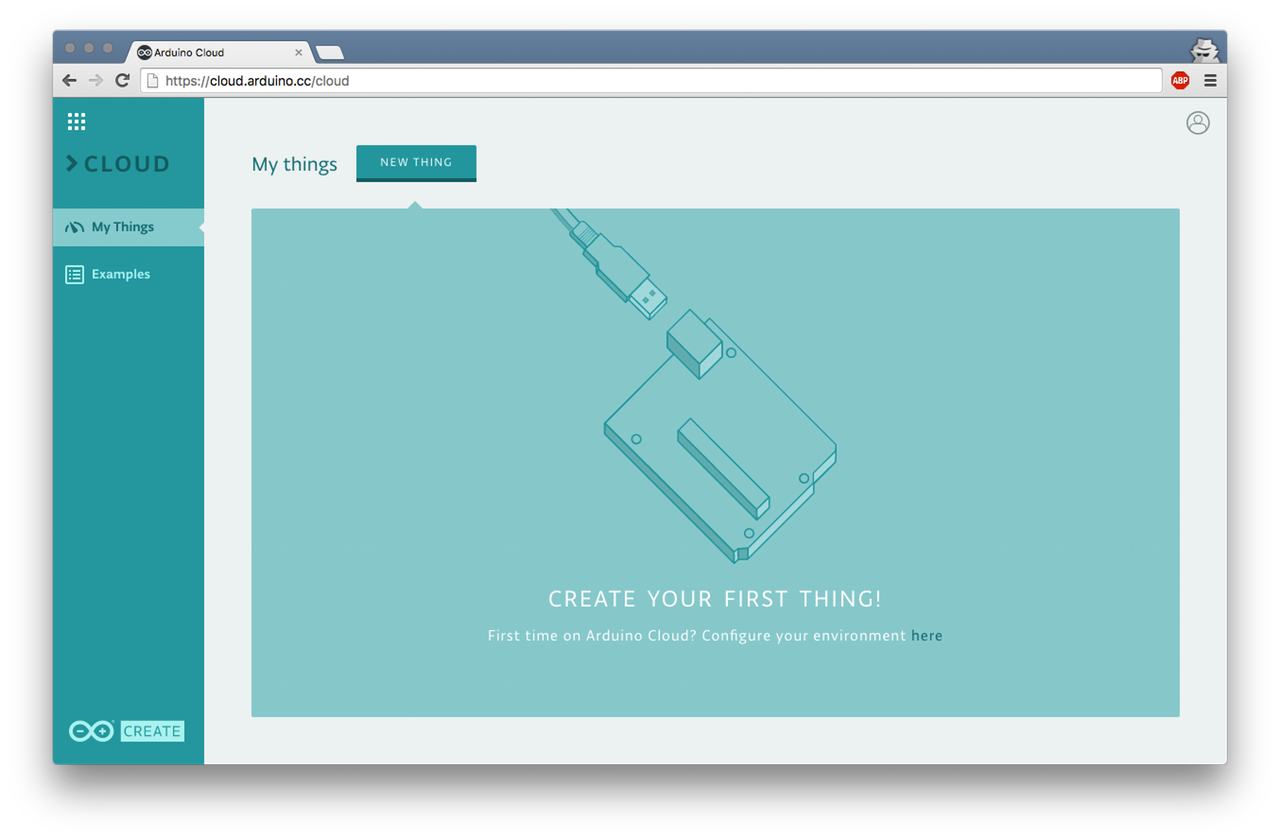 Arduino Cloud
https://cloud.arduino.cc/cloud
ABP
CLOUD
My things
NEW THING
My Things
Examples
CREATE YOUR FIRST THING!
First time on Arduino Cloud? Configure your environment here
CREATE